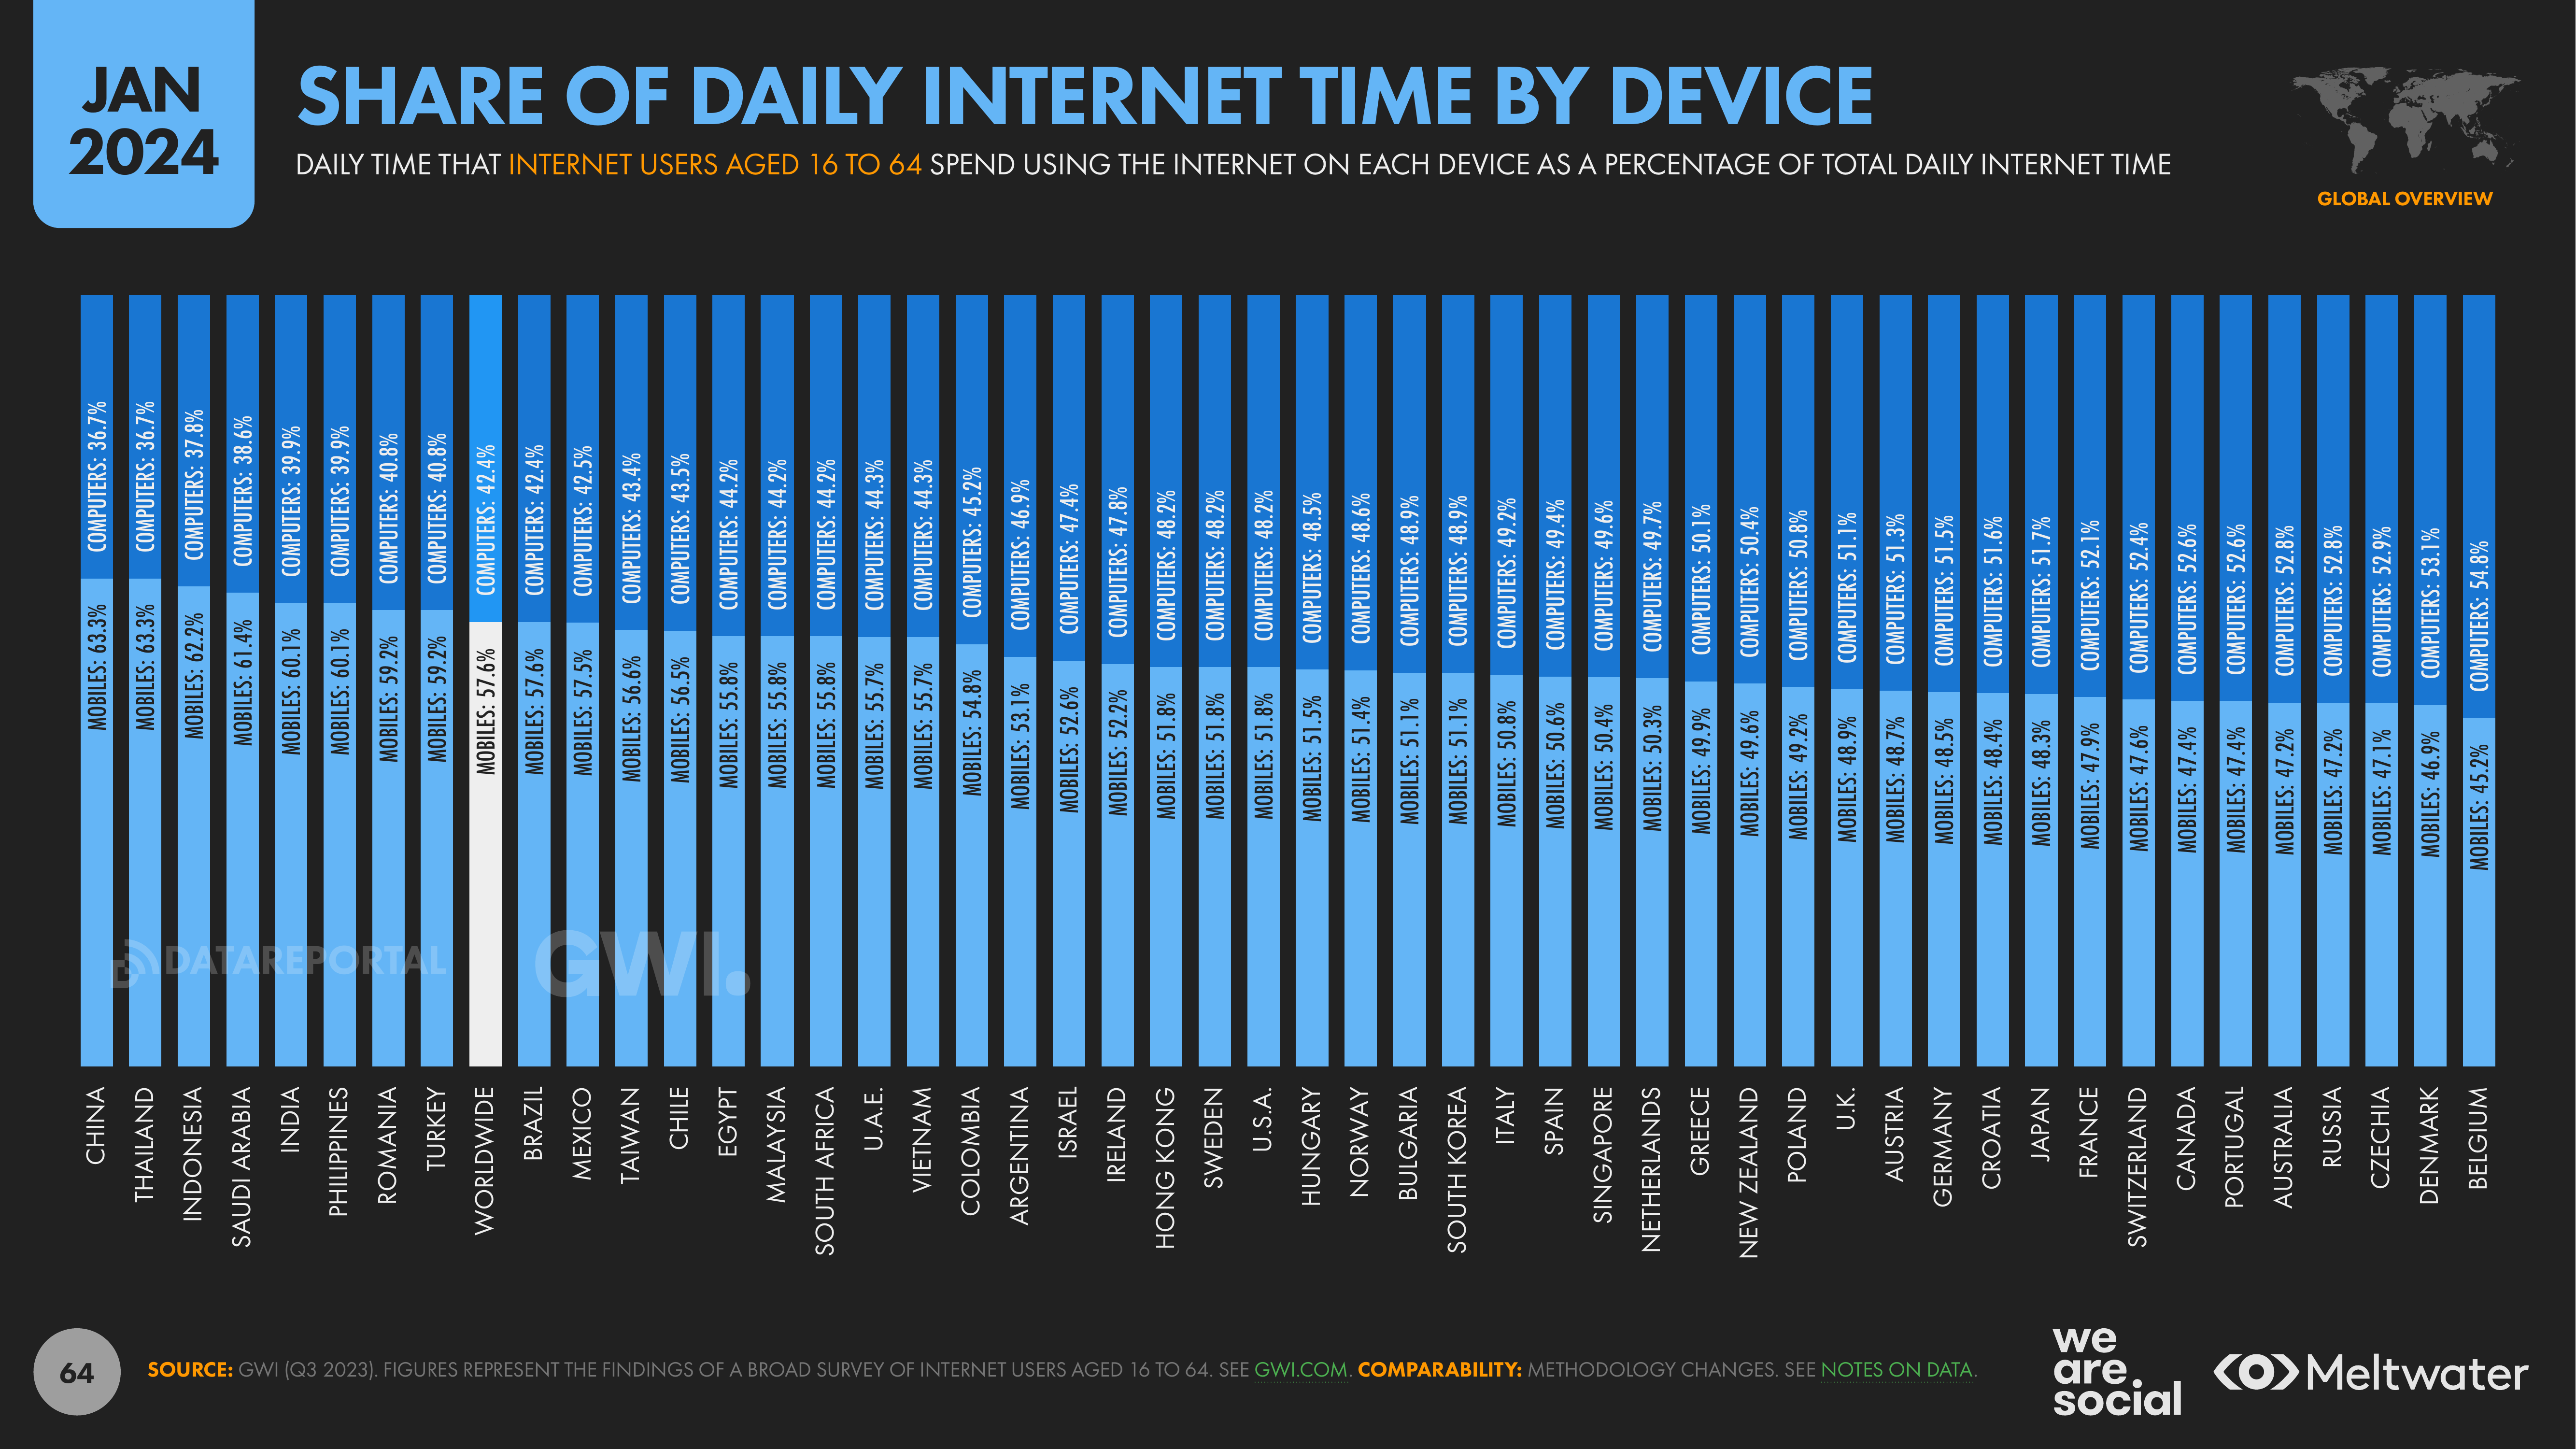 JAN
2024
SHARE OF DAILY INTERNET TIME BY DEVICE
DAILY TIME THAT INTERNET USERS AGED 16 TO 64 SPEND USING THE INTERNET ON EACH DEVICE AS A PERCENTAGE OF TOTAL DAILY INTERNET TIME
GLOBAL OVERVIEW
COMPUTERS: 36.7%
MOBILES: 63.3%
CHINA
COMPUTERS: 36.7%
MOBILES: 63.3%
THAILAND
COMPUTERS: 37.8%
MOBILES: 62.2%
INDONESIA
COMPUTERS: 38.6%
MOBILES: 61.4%
SAUDI ARABIA
COMPUTERS: 39.9%
MOBILES: 60.1%
INDIA
COMPUTERS: 39.9%
MOBILES: 60.1%
PHILIPPINES
COMPUTERS: 40.8%
MOBILES: 59.2%
ROMANIA
COMPUTERS: 40.8%
MOBILES: 59.2%
TURKEY
COMPUTERS: 42.4%
MOBILES: 57.6%
WORLDWIDE
COMPUTERS: 42.4%
MOBILES: 57.6%
BRAZIL
COMPUTERS: 42.5%
MOBILES: 57.5%
MEXICO
COMPUTERS: 43.4%
MOBILES: 56.6%
TAIWAN
COMPUTERS: 43.5%
MOBILES: 56.5%
CHILE
COMPUTERS: 44.2%
MOBILES: 55.8%
EGYPT
COMPUTERS: 44.2%
MOBILES: 55.8%
MALAYSIA
COMPUTERS: 44.2%
MOBILES: 55.8%
SOUTH AFRICA
COMPUTERS: 44.3%
MOBILES: 55.7%
U.A.E.
COMPUTERS: 44.3%
MOBILES: 55.7%
VIETNAM
COMPUTERS: 45.2%
MOBILES: 54.8%
COLOMBIA
COMPUTERS: 46.9%
MOBILES: 53.1%
ARGENTINA
COMPUTERS: 47.4%
MOBILES: 52.6%
ISRAEL
COMPUTERS: 47.8%
MOBILES: 52.2%
IRELAND
COMPUTERS: 48.2%
MOBILES: 51.8%
HONG KONG
COMPUTERS: 48.2%
MOBILES: 51.8%
SWEDEN
COMPUTERS: 48.2%
MOBILES: 51.8%
U.S.A.
COMPUTERS: 48.5%
MOBILES: 51.5%
HUNGARY
COMPUTERS: 48.6%
MOBILES: 51.4%
NORWAY
COMPUTERS: 48.9%
MOBILES: 51.1%
BULGARIA
COMPUTERS: 48.9%
MOBILES: 51.1%
SOUTH KOREA
COMPUTERS: 49.2%
MOBILES: 50.8%
ITALY
COMPUTERS: 49.4%
MOBILES: 50.6%
SPAIN
COMPUTERS: 49.6%
MOBILES: 50.4%
SINGAPORE
COMPUTERS: 49.7%
MOBILES: 50.3%
NETHERLANDS
COMPUTERS: 50.1%
MOBILES: 49.9%
GREECE
COMPUTERS: 50.4%
MOBILES: 49.6%
NEW ZEALAND
COMPUTERS: 50.8%
MOBILES: 49.2%
POLAND
COMPUTERS: 51.1%
MOBILES: 48.9%
U.K.
COMPUTERS: 51.3%
MOBILES: 48.7%
AUSTRIA
COMPUTERS: 51.5%
MOBILES: 48.5%
GERMANY
COMPUTERS: 51.6%
MOBILES: 48.4%
CROATIA
COMPUTERS: 51.7%
MOBILES: 48.3%
JAPAN
COMPUTERS: 52.1%
MOBILES: 47.9%
FRANCE
COMPUTERS: 52.4%
MOBILES: 47.6%
SWITZERLAND
COMPUTERS: 52.6%
MOBILES: 47.4%
CANADA
COMPUTERS: 52.6%
MOBILES: 47.4%
PORTUGAL
COMPUTERS: 52.8%
MOBILES: 47.2%
AUSTRALIA
COMPUTERS: 52.8%
MOBILES: 47.2%
RUSSIA
COMPUTERS: 52.9%
MOBILES: 47.1%
CZECHIA
COMPUTERS: 53.1%
MOBILES: 46.9%
DENMARK
COMPUTERS: 54.8%
MOBILES: 45.2%
BELGIUM
DATAREPORTAL
GWI.
64
SOURCE: GWI (Q3 2023). FIGURES REPRESENT THE FINDINGS OF A BROAD SURVEY OF INTERNET USERS AGED 16 TO 64. SEE GWI.COM. COMPARABILITY: METHODOLOGY CHANGES. SEE NOTES ON DATA.
we
are.
social
Meltwater